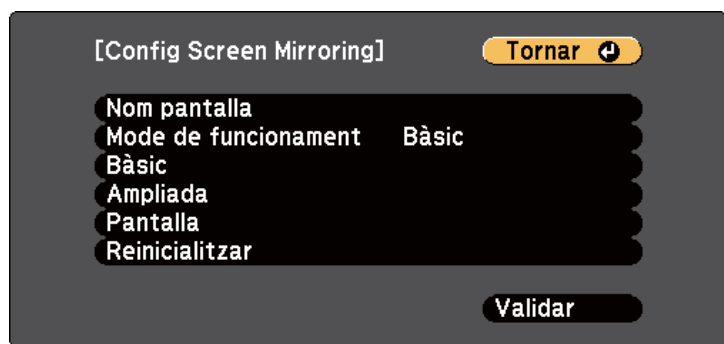 [Config Screen Mirroring] Tornar
Nom pantalla
Mode de funcionament Bàsic
Bàsic
Ampliada
Pantalla
Reinicialitzar
Validar